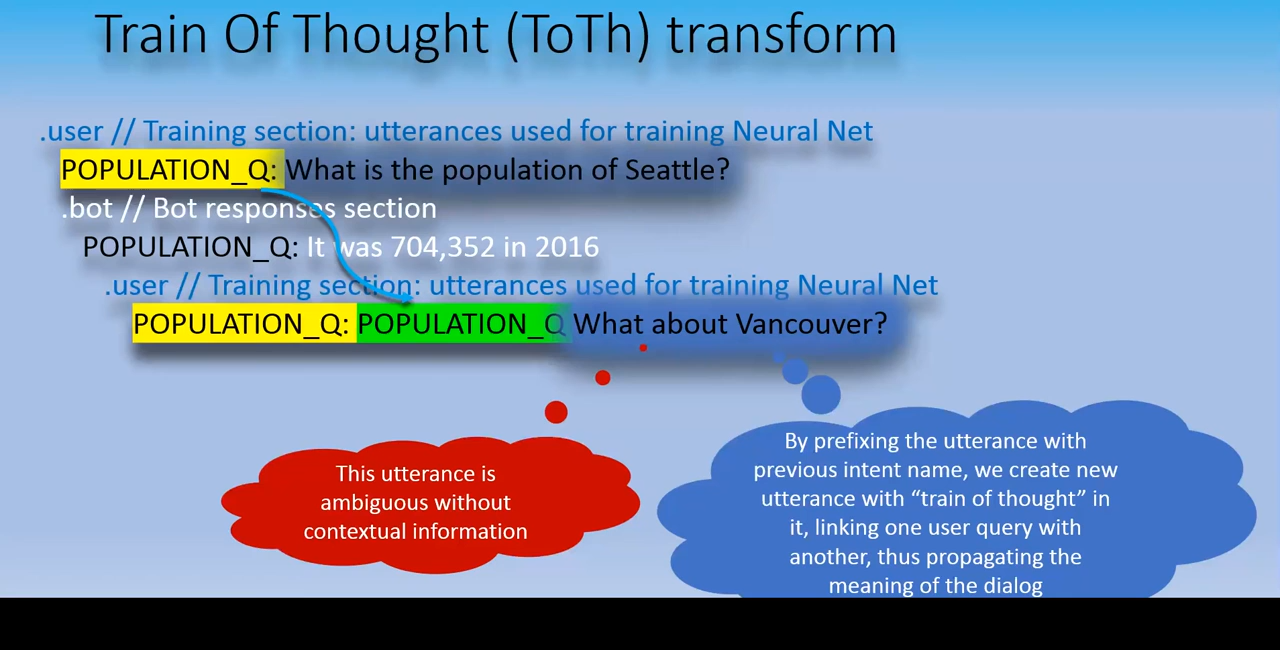 Train Of Thought (ToTh) transform
.user // Training section: utterances used for training Neural Net
POPULATION_Q: What is the population of Seattle?
.bot // Bot responses section
POPULATION_Q: It was 704,352 in 2016
.user // Training section: utterances used for training Neural Net
POPULATION_Q: POPULATION_Q What about Vancouver?
This utterance is
ambiguous without
contextual information
By prefixing the utterance with
previous intent name, we create new
utterance with “train of thought” in
it, linking one user query with
another, thus propagating the
meaning of the dialog